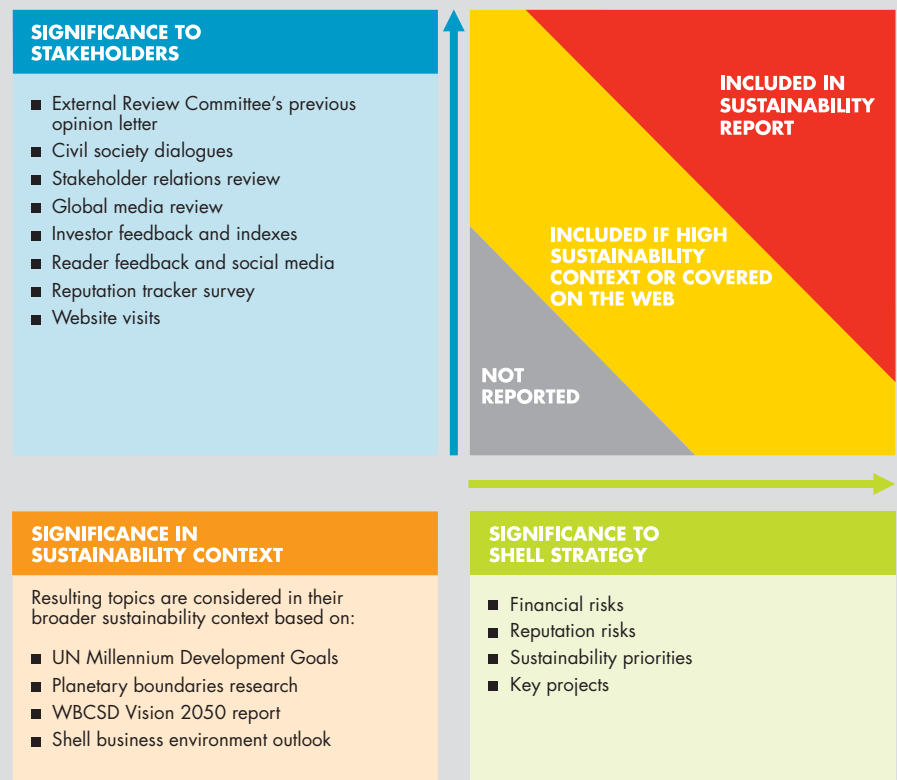 SIGNIFICANCE TO
STAKEHOLDERS
■ External Review Committee's previous
opinion letter
■ Civil society dialogues
■ Stakeholder relations review
■ Global media review
■ Investor feedback and indexes
■ Reader feedback and social media
■ Reputation tracker survey
■ Website visits
INCLUDED IN
SUSTAINABILITY
REPORT
INCLUDED IF HIGH
SUSTAINABILITY
CONTEXT OR COVERED
ON THE WEB
NOT
REPORTED
SIGNIFICANCE IN
SUSTAINABILITY CONTEXT
Resulting topics are considered in their
broader sustainability context based on:
■ UN Millennium Development Goals
■ Planetary boundaries research
■ WBCSD Vision 2050 report
■ Shell business environment outlook
SIGNIFICANCE TO
SHELL STRATEGY
■ Financial risks
■ Reputation risks
■ Sustainability priorities
■ Key projects